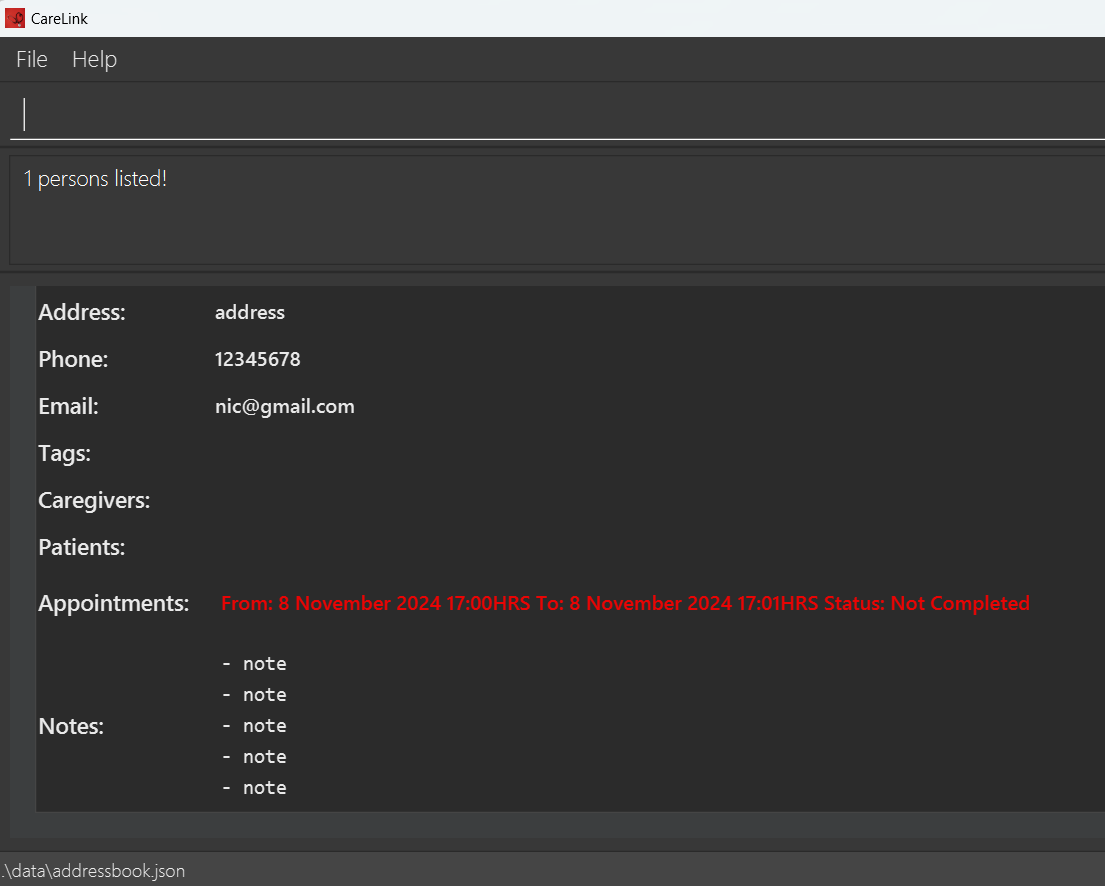 CareLink
File Help
1 persons listed!
Address: address
Phone: 12345678
Email: nic@gmail.com
Tags:
Caregivers:
Patients:
Appointments: From: 8 November 2024 17:00HRS To: 8 November 2024 17:01HRS Status: Not Completed
- note
- note
Notes: - note
- note
- note
.\data\addressbook.json